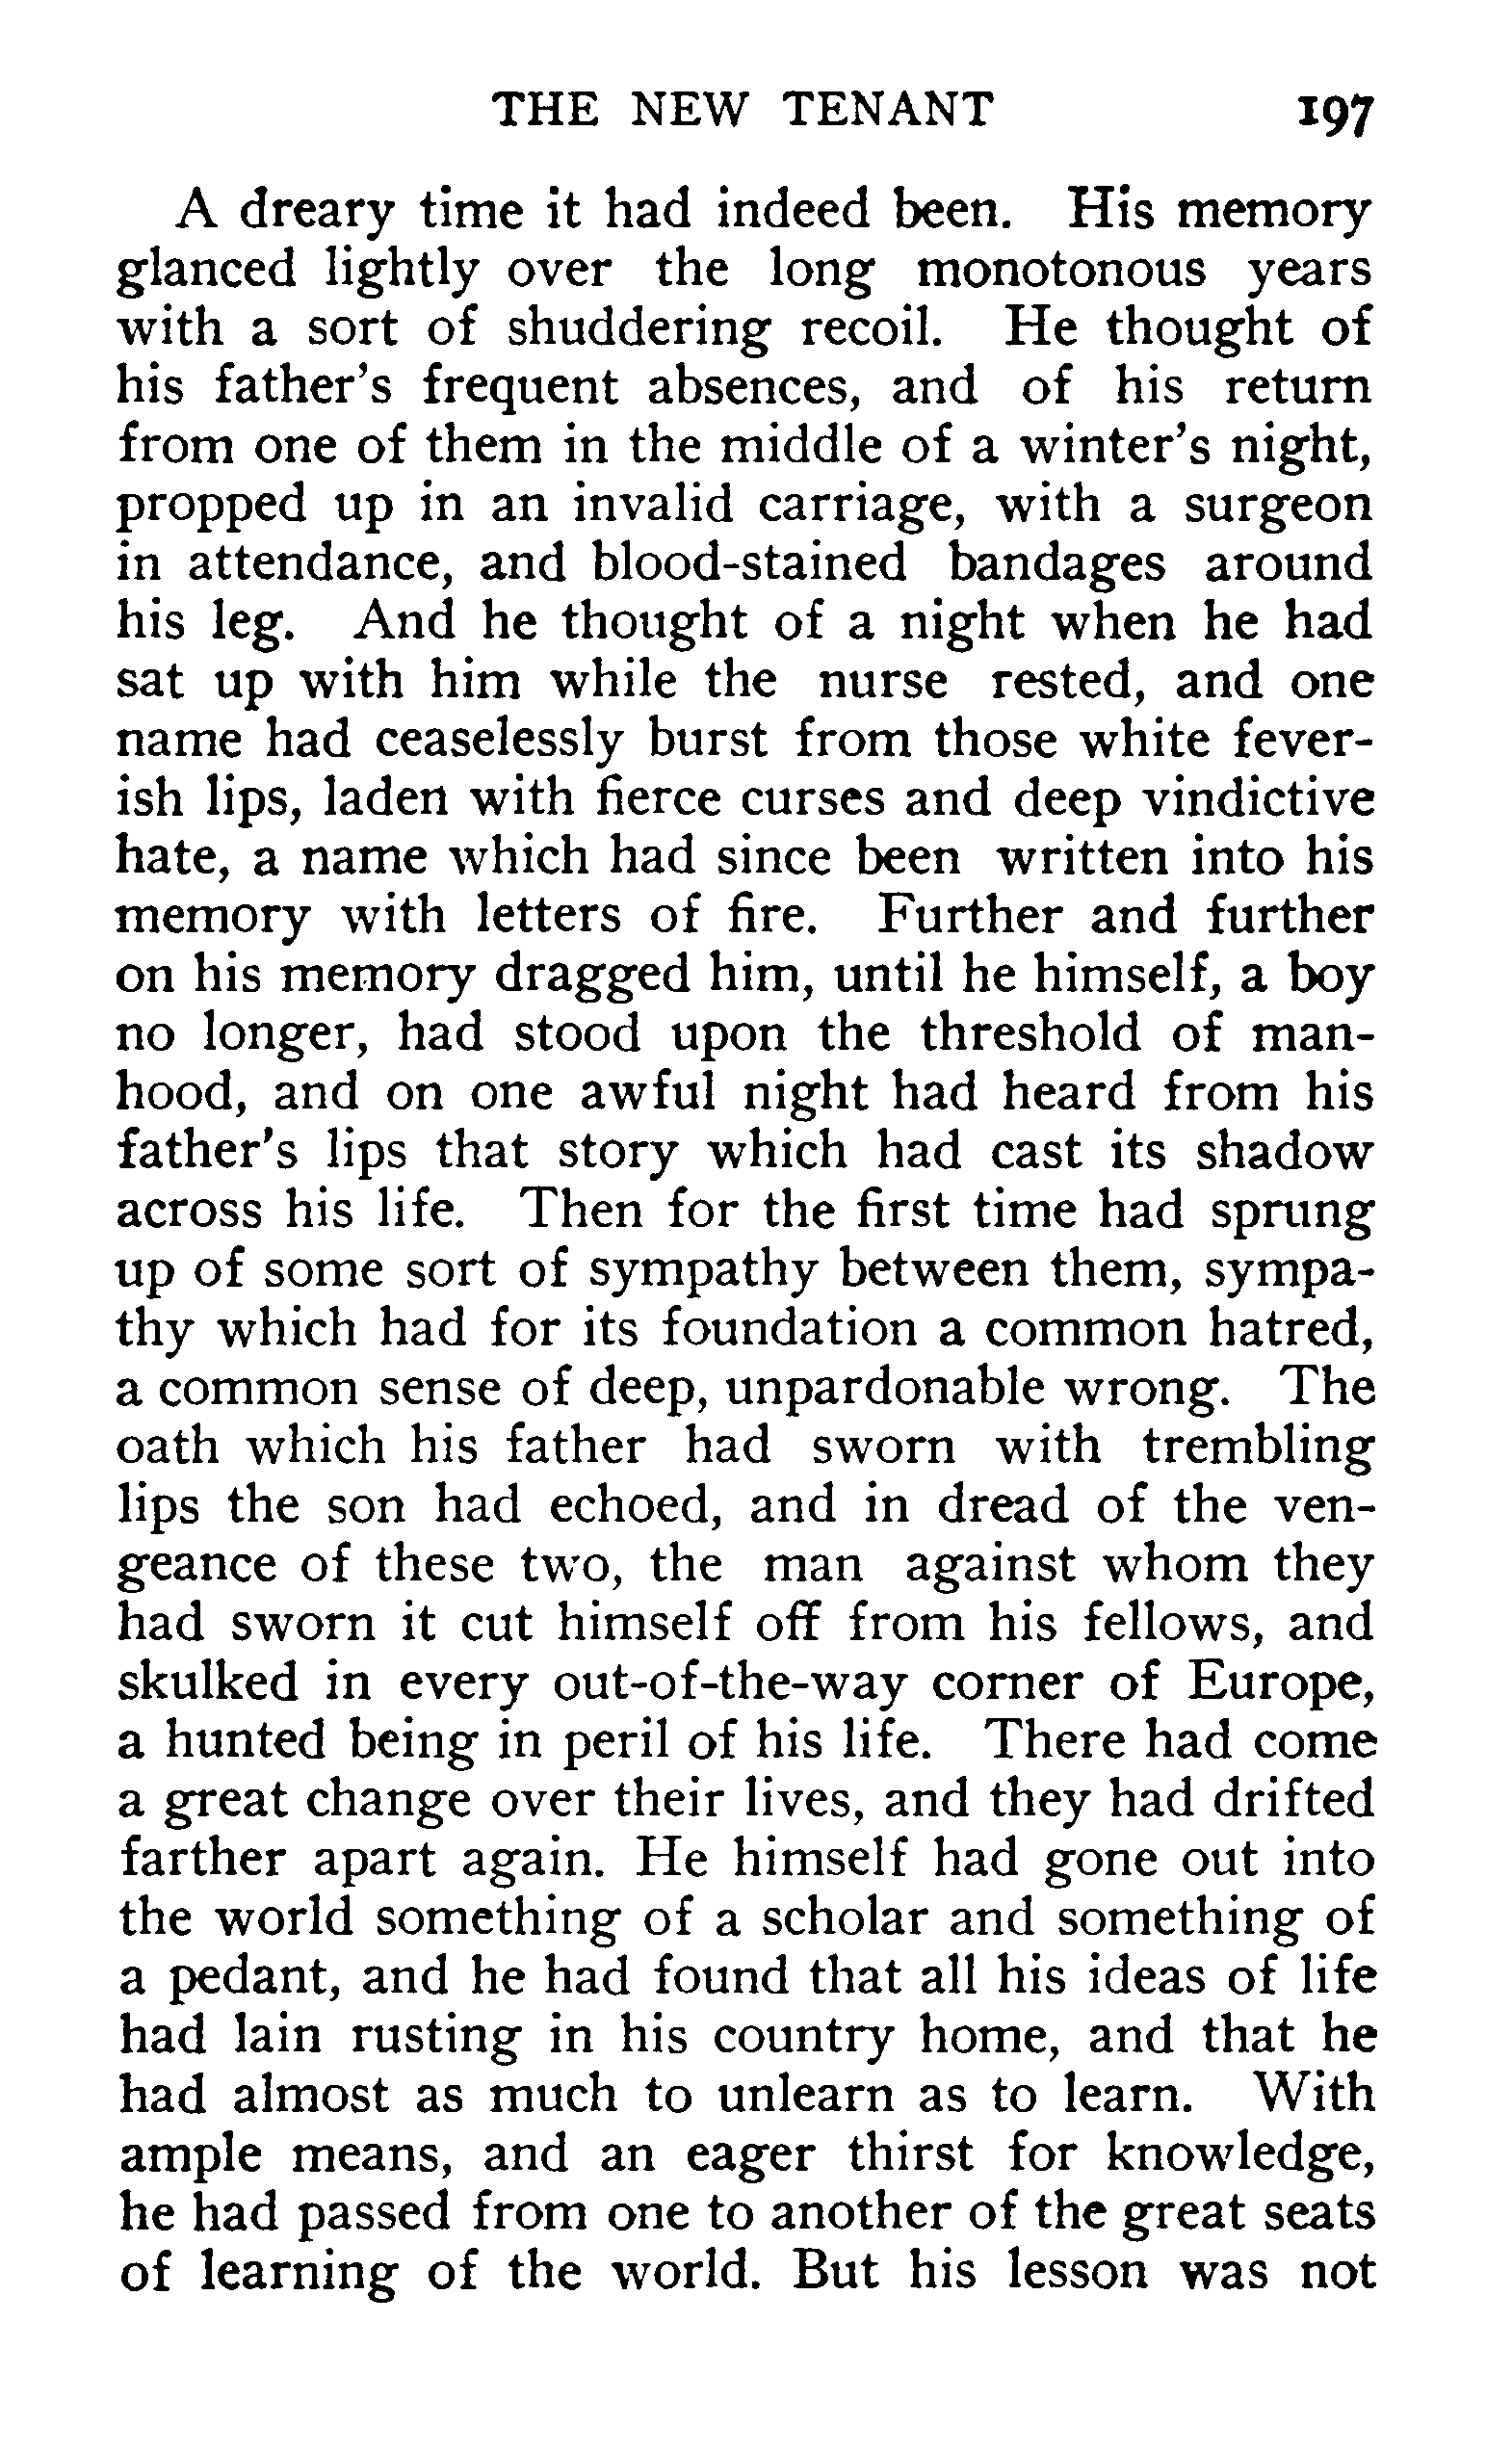 THE NEW TENANT 197
A dreary time it had indeed been. His memory
glanced lightly over the long monotonous years
with a sort of shuddering recoil. He thought of
his father's frequent absences, and of his return
from one of them in the middle of a winter's night,
propped up in an invalid carriage, with a surgeon
in attendance, and blood-stained bandages around
his leg. And he thought of a night when he had
sat up with him while the nurse rested, and one
name had ceaselessly burst from those white fever-
ish lips, laden with fierce curses and deep vindictive
hate, a name which had since been written into his
memory with letters of fire. Further and further
on his memory dragged him, until he himself, a boy
no longer, had stood upon the threshold of man-
hood, and on one awful night had heard from his
father's lips that story which had cast its shadow
across his life. Then for the first time had sprung
up of some sort of sympathy between them, sympa-
thy which had for its foundation a common hatred,
a common sense of deep, unpardonable wrong. The
oath which his father had sworn with trembling
lips the son had echoed, and in dread of the ven-
geance of these two, the man against whom they
had sworn it cut himself off from his fellows, and
skulked in every out-of-the-way corner of Europe,
a hunted being in peril of his life. There had come
a great change over their lives, and they had drifted
farther apart again. He himself had gone out into
the world something of a scholar and something of
a pedant, and he had found that all his ideas of life
had lain rusting in his country home, and that he
had almost as much to unlearn as to learn. With
ample means, and an eager thirst for knowledge,
he had passed from one to another of the great seats
of learning of the world. But his lesson was not